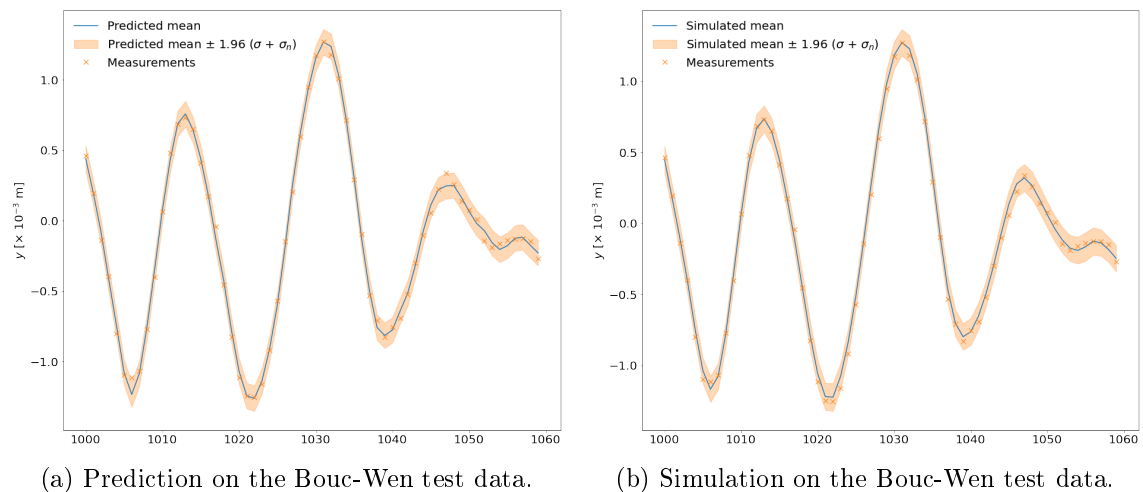 Predicted mean
Predicted mean ± 1.96 (σ + σₙ)
Measurements
1.0
0.5
0.0
−0.5
−1.0
y [× 10⁻³ m]
1000 1010 1020 1030 1040 1050 1060
(a) Prediction on the Bouc-Wen test data.
Simulated mean
Simulated mean ± 1.96 (σ + σₙ)
Measurements
1.0
0.5
0.0
−0.5
−1.0
y [× 10⁻³ m]
1000 1010 1020 1030 1040 1050 1060
(b) Simulation on the Bouc-Wen test data.